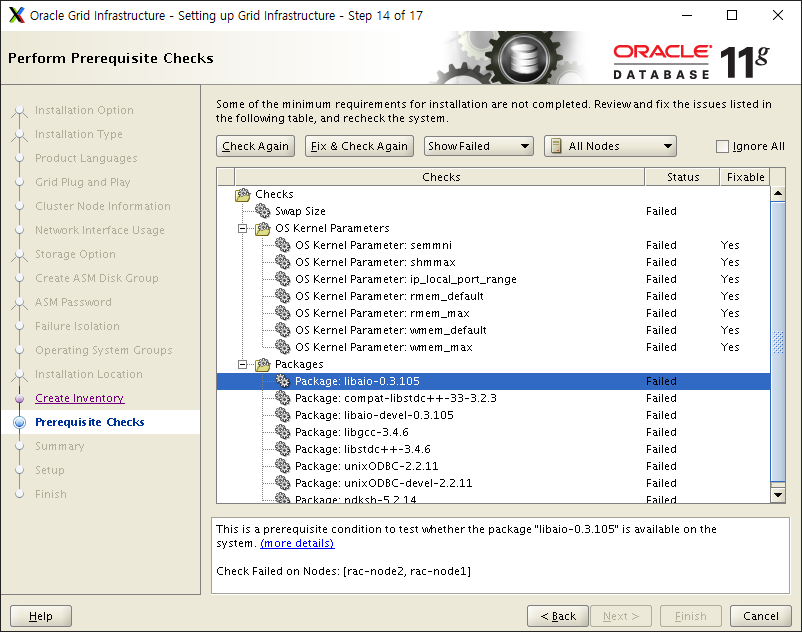 Oracle Grid Infrastructure - Setting up Grid Infrastructure - Step 14 of 17
Perform Prerequisite Checks
ORACLE
DATABASE
11g
Installation Option
Installation Type
Product Languages
Grid Plug and Play
Cluster Node Information
Network Interface Usage
Storage Option
Create ASM Disk Group
ASM Password
Failure Isolation
Operating System Groups
Installation Location
Create Inventory
Prerequisite Checks
Summary
Setup
Finish
Some of the minimum requirements for installation are not completed. Review and fix the issues listed in
the following table, and recheck the system.
Check Again
Fix & Check Again
Show Failed
All Nodes
Ignore All
Checks Status Fixable
Checks
Swap Size Failed
OS Kernel Parameters
OS Kernel Parameter: semmni Failed Yes
OS Kernel Parameter: shmmax Failed Yes
OS Kernel Parameter: ip_local_port_range Failed Yes
OS Kernel Parameter: rmem_default Failed Yes
OS Kernel Parameter: rmem_max Failed Yes
OS Kernel Parameter: wmem_default Failed Yes
OS Kernel Parameter: wmem_max Failed Yes
Packages
Package: libaio-0.3.105 Failed
Package: compat-libstdc++-33-3.2.3 Failed
Package: libaio-devel-0.3.105 Failed
Package: libgcc-3.4.6 Failed
Package: libstdc++-3.4.6 Failed
Package: unixODBC-2.2.11 Failed
Package: unixODBC-devel-2.2.11 Failed
Package: pdksh-5.2.14 Failed
This is a prerequisite condition to test whether the package "libaio-0.3.105" is available on the
system. (more details)
Check Failed on Nodes: [rac-node2, rac-node1]
Help
< Back
Next >
Finish
Cancel